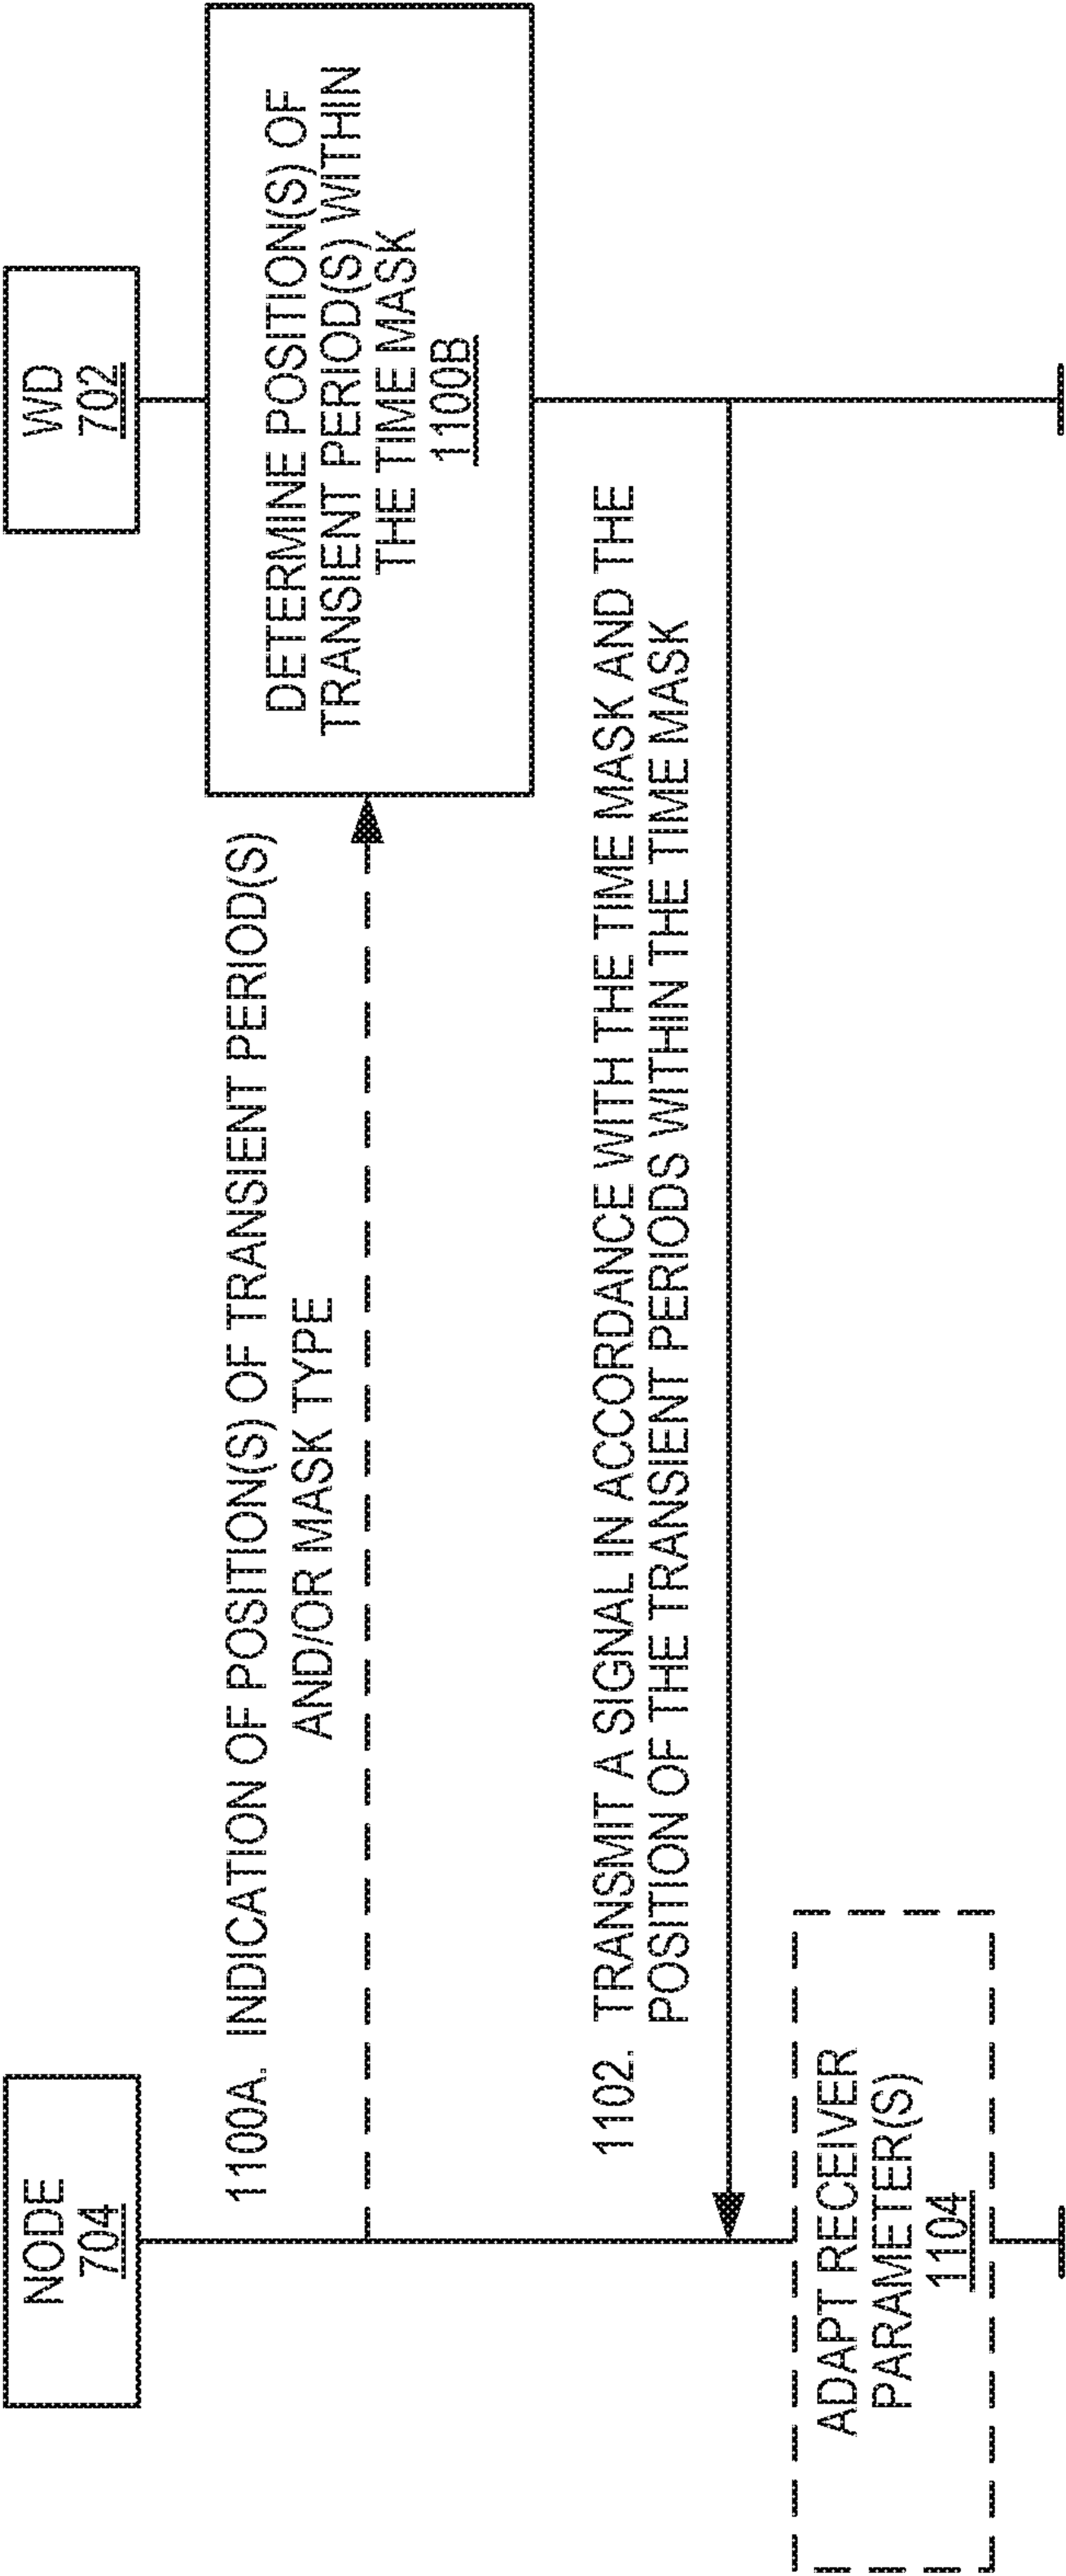 NODE
704
WD
702
1100A. INDICATION OF POSITION(S) OF TRANSIENT PERIOD(S)
AND/OR MASK TYPE
DETERMINE POSITION(S) OF
TRANSIENT PERIOD(S) WITHIN
THE TIME MASK
1100B
1102. TRANSMIT A SIGNAL IN ACCORDANCE WITH THE TIME MASK AND THE
POSITION OF THE TRANSIENT PERIODS WITHIN THE TIME MASK
ADAPT RECEIVER
PARAMETER(S)
1104